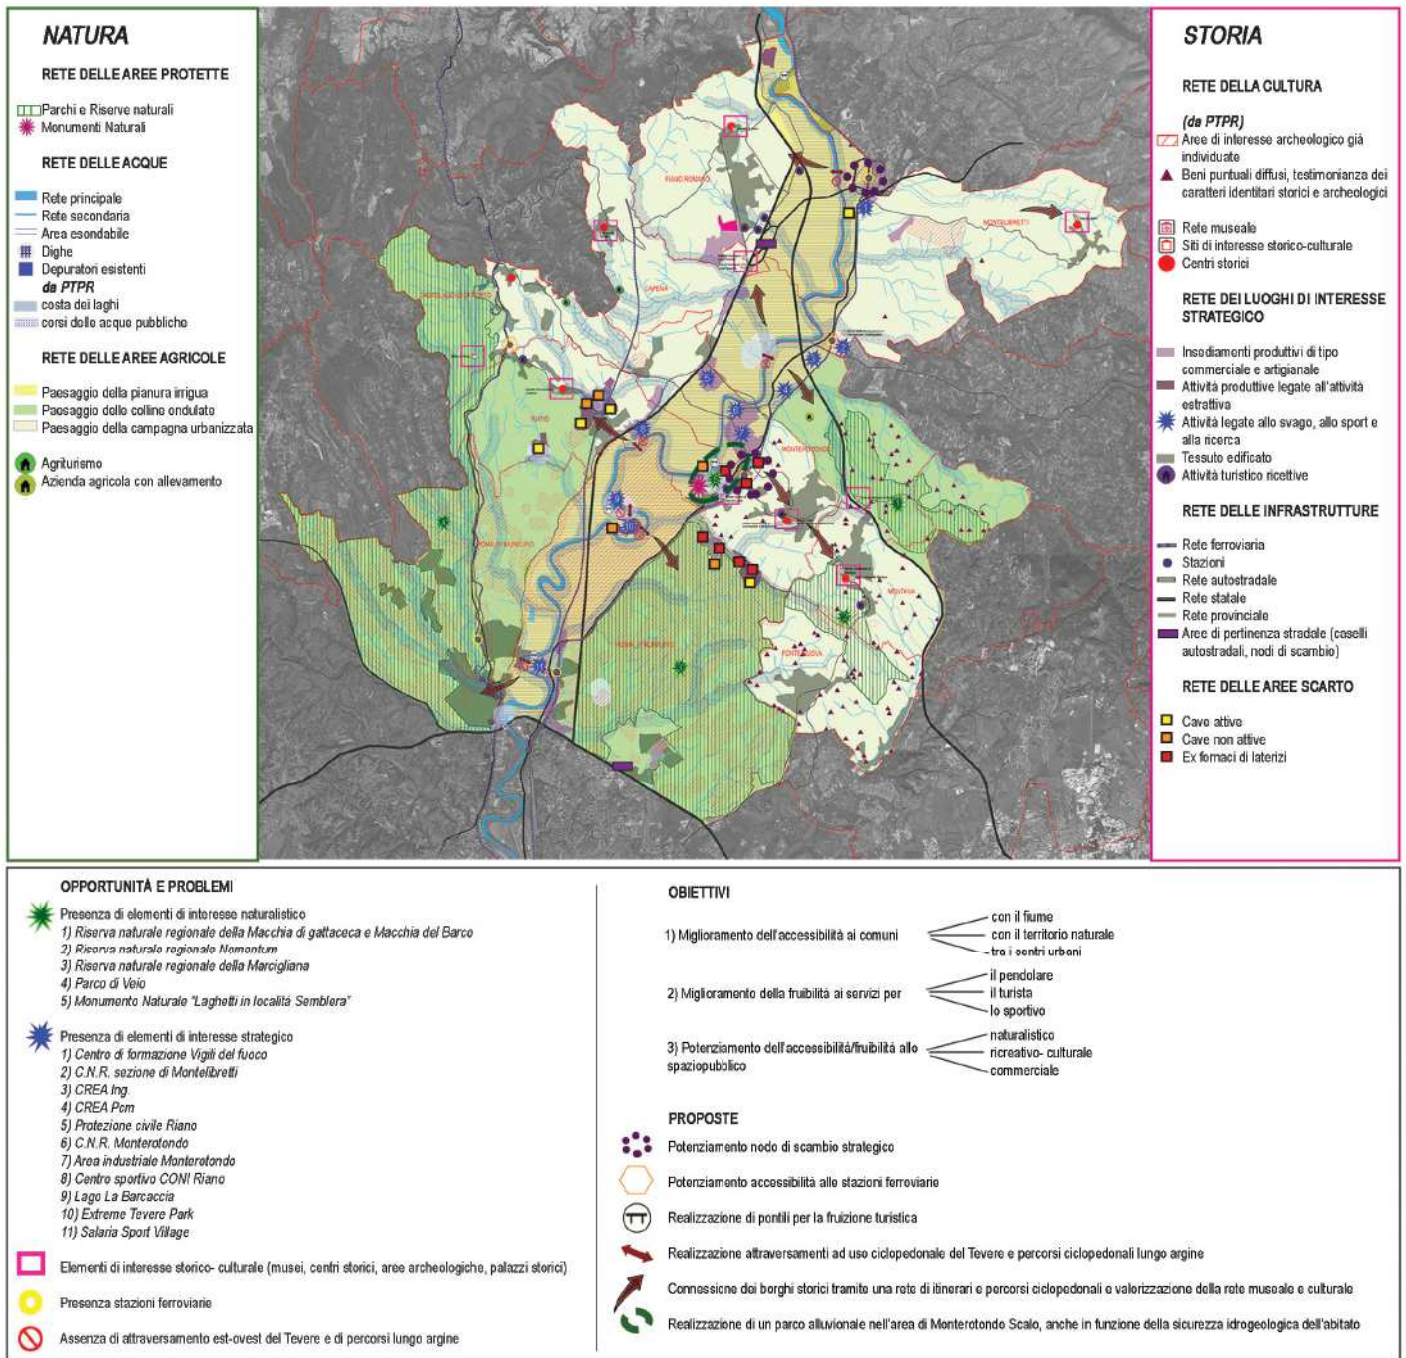 NATURA
RETE DELLE AREE PROTETTE
Parchi e Riserve naturali
Monumenti Naturali
RETE DELLE ACQUE
Rete principale
Rete secondaria
Area esondabile
Dighe
Depuratori esistenti
da PTPR
costa dei laghi
corsi delle acque pubbliche
RETE DELLE AREE AGRICOLE
Paesaggio della pianura irrigua
Paesaggio delle colline ondulate
Paesaggio della campagna urbanizzata
Agriturismo
Azienda agricola con allevamento
FIANO ROMANO
MONTELIBRETTI
CAPENA
CASTELNUOVO DI PORTO
RIANO
MONTEROTONDO
MENTANA
FONTE NUOVA
STORIA
RETE DELLA CULTURA
(da PTPR)
Aree di interesse archeologico già
individuate
Beni puntuali diffusi, testimonianza dei
caratteri identitari storici e archeologici
Rete museale
Siti di interesse storico-culturale
Centri storici
RETE DEI LUOGHI DI INTERESSE
STRATEGICO
Insediamenti produttivi di tipo
commerciale e artigianale
Attività produttive legate all'attività
estrattiva
Attività legate allo svago, allo sport e
alla ricerca
Tessuto edificato
Attività turistico ricettive
RETE DELLE INFRASTRUTTURE
Rete ferroviaria
Stazioni
Rete autostradale
Rete statale
Rete provinciale
Aree di pertinenza stradale (caselli
autostradali, nodi di scambio)
RETE DELLE AREE SCARTO
Cave attive
Cave non attive
Ex fornaci di laterizi
OPPORTUNITÀ E PROBLEMI
Presenza di elementi di interesse naturalistico
1) Riserva naturale regionale della Macchia di gattaceca e Macchia del Barco
2) Riserva naturale regionale Nomentum
3) Riserva naturale regionale della Marcigliana
4) Parco di Veio
5) Monumento Naturale "Laghetti in località Semblera"
Presenza di elementi di interesse strategico
1) Centro di formazione Vigili del fuoco
2) C.N.R. sezione di Montelibretti
3) CREA Ing
4) CREA Pcm
5) Protezione civile Riano
6) C.N.R. Monterotondo
7) Area industriale Monterotondo
8) Centro sportivo CONI Riano
9) Lago La Barcaccia
10) Extreme Tevere Park
11) Salaria Sport Village
Elementi di interesse storico- culturale (musei, centri storici, aree archeologiche, palazzi storici)
Presenza stazioni ferroviarie
Assenza di attraversamento est-ovest del Tevere e di percorsi lungo argine
OBIETTIVI
1) Miglioramento dell'accessibilità ai comuni
con il fiume
con il territorio naturale
tra i centri urbani
2) Miglioramento della fruibilità ai servizi per
il pendolare
il turista
lo sportivo
3) Potenziamento dell'accessibilità/fruibilità allo
spaziopubblico
naturalistico
ricreativo- culturale
commerciale
PROPOSTE
Potenziamento nodo di scambio strategico
Potenziamento accessibilità alle stazioni ferroviarie
Realizzazione di pontili per la fruizione turistica
Realizzazione attraversamenti ad uso ciclopedonale del Tevere e percorsi ciclopedonali lungo argine
Connessione dei borghi storici tramite una rete di itinerari e percorsi ciclopedonali e valorizzazione della rete museale e culturale
Realizzazione di un parco alluvionale nell'area di Monterotondo Scalo, anche in funzione della sicurezza idrogeologica dell'abitato